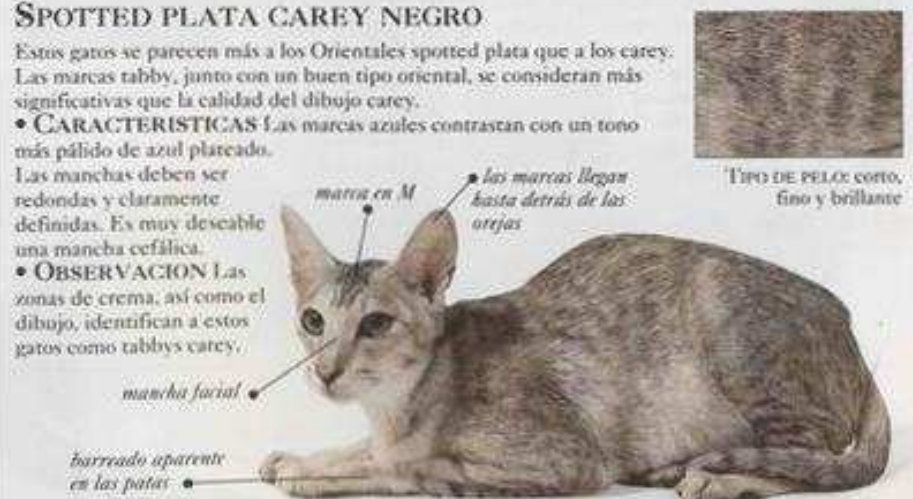 SPOTTED PLATA CAREY NEGRO
Estos gatos se parecen más a los Orientales spotted plata que a los carey.
Las marcas tabby, junto con un buen tipo oriental, se consideran más
significativas que la calidad del dibujo carey.
• CARACTERISTICAS Las marcas azules contrastan con un tono
más pálido de azul plateado.
Las manchas deben ser
redondas y claramente
definidas. Es muy deseable
una mancha cefálica.
• OBSERVACION Las
zonas de crema, así como el
dibujo, identifican a estos
gatos como tabbys carey.
marca en M
las marcas llegan
hasta detrás de las
orejas
TIPO DE PELO: corto,
fino y brillante
mancha facial
barreado aparente
en las patas